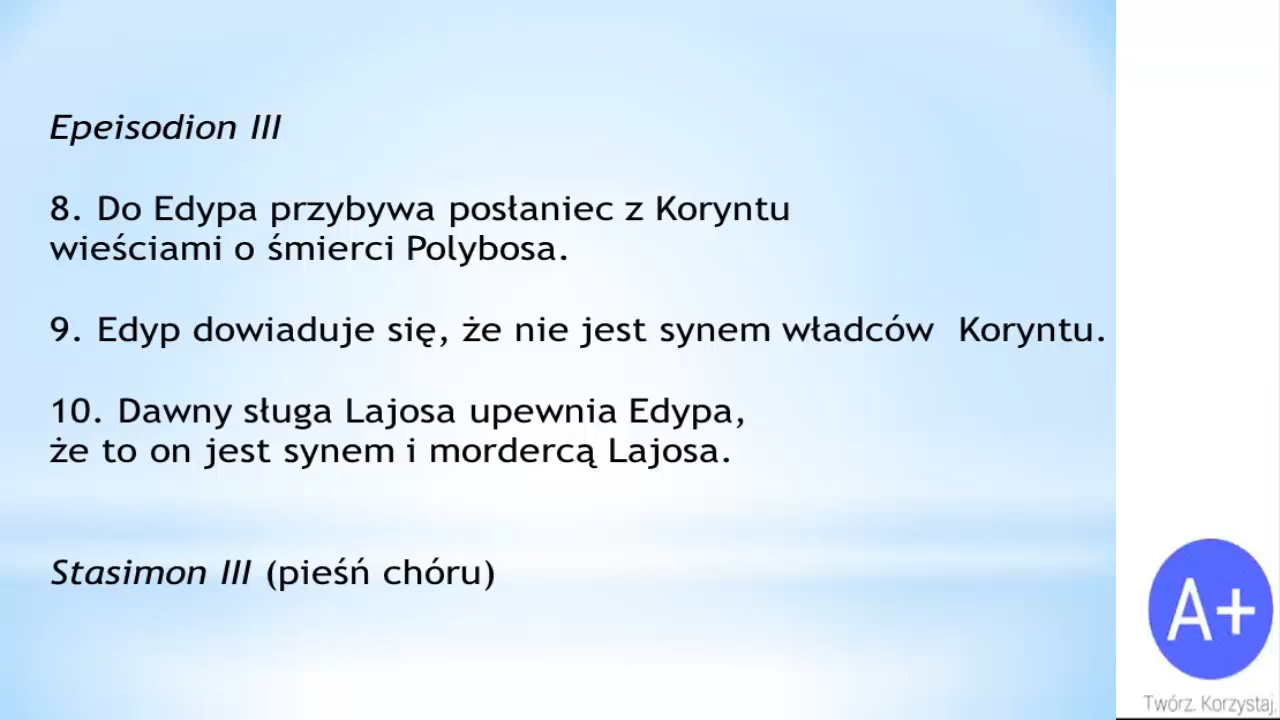 Epeisodion III
8. Do Edypa przybywa posłaniec z Koryntu
wieściami o śmierci Polybosa.
9. Edyp dowiaduje się, że nie jest synem władców  Koryntu.
10. Dawny sługa Lajosa upewnia Edypa,
że to on jest synem i mordercą Lajosa.
Stasimon III (pieśń chóru)
A+
Twórz. Korzystaj.